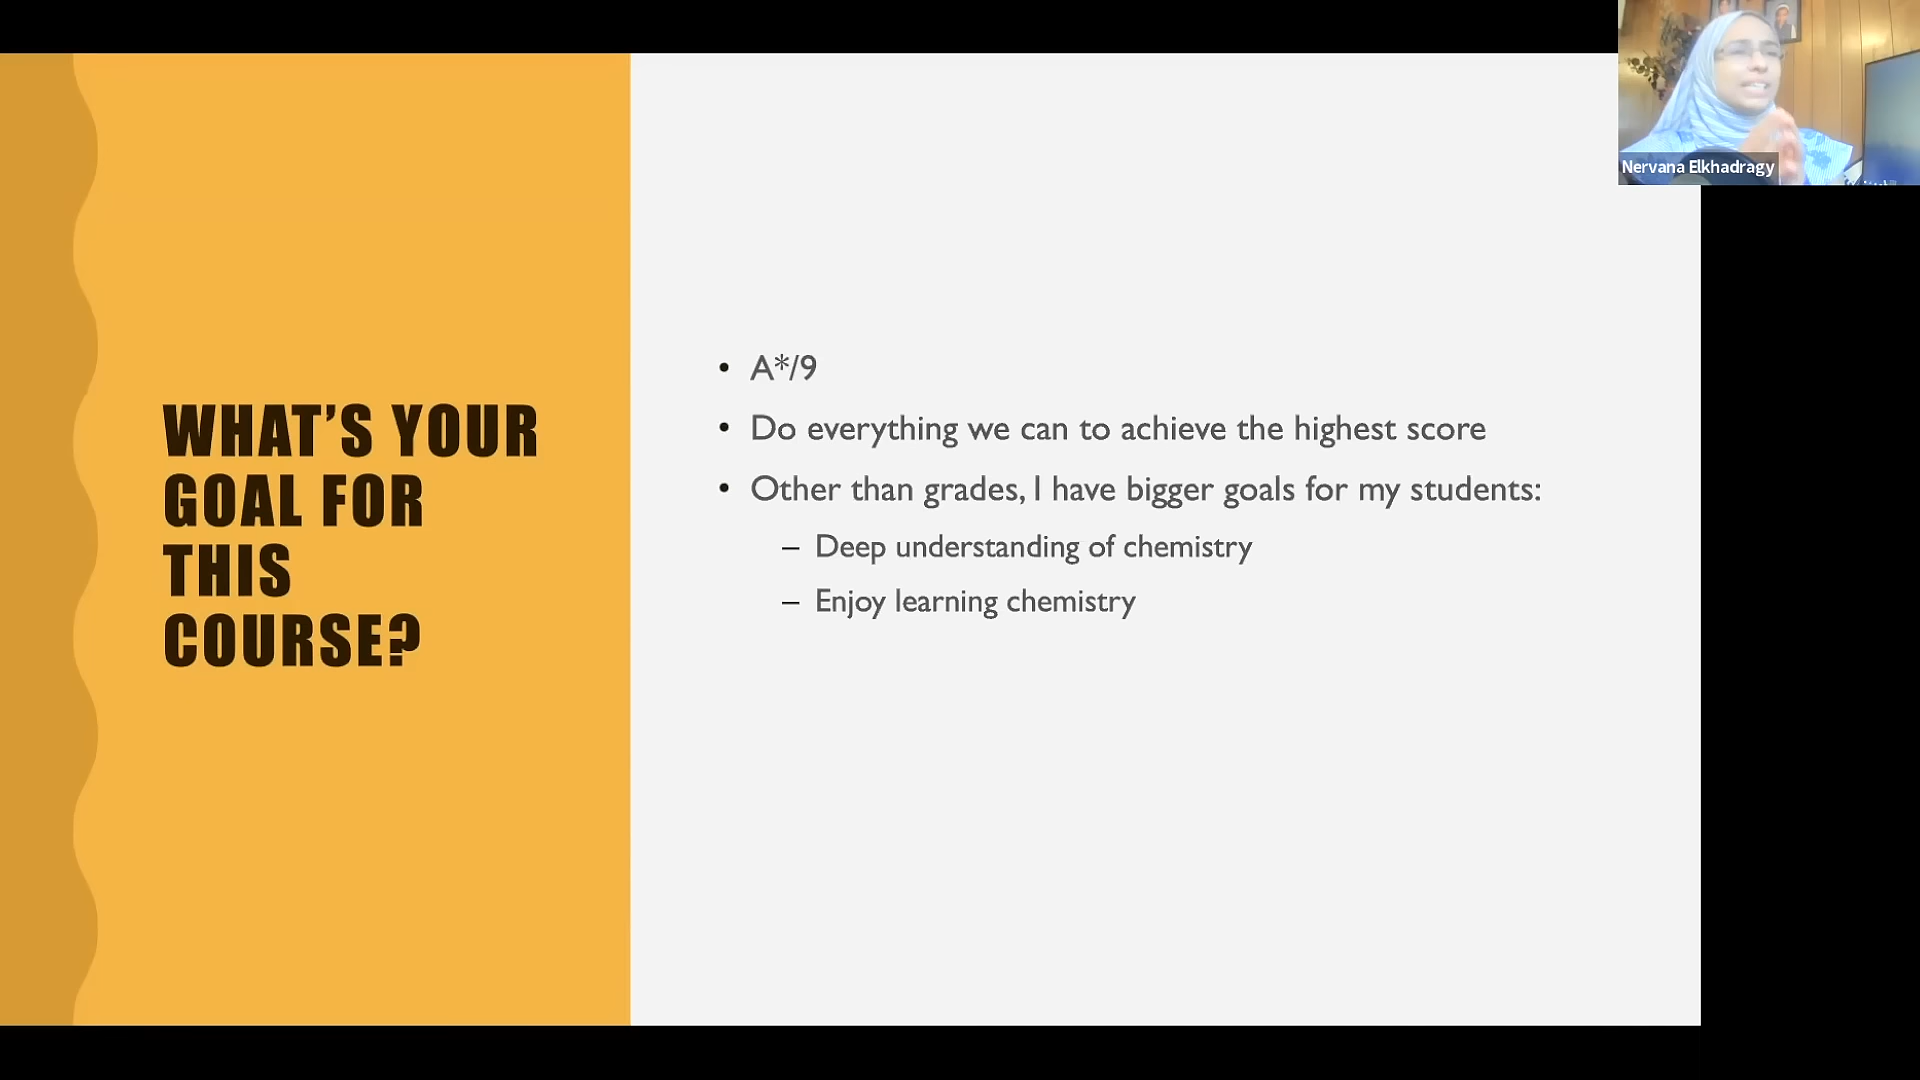 WHAT'S YOUR
GOAL FOR
THIS
COURSE?
• A*/9
• Do everything we can to achieve the highest score
• Other than grades, I have bigger goals for my students:
– Deep understanding of chemistry
– Enjoy learning chemistry
Nervana Elkhadragy